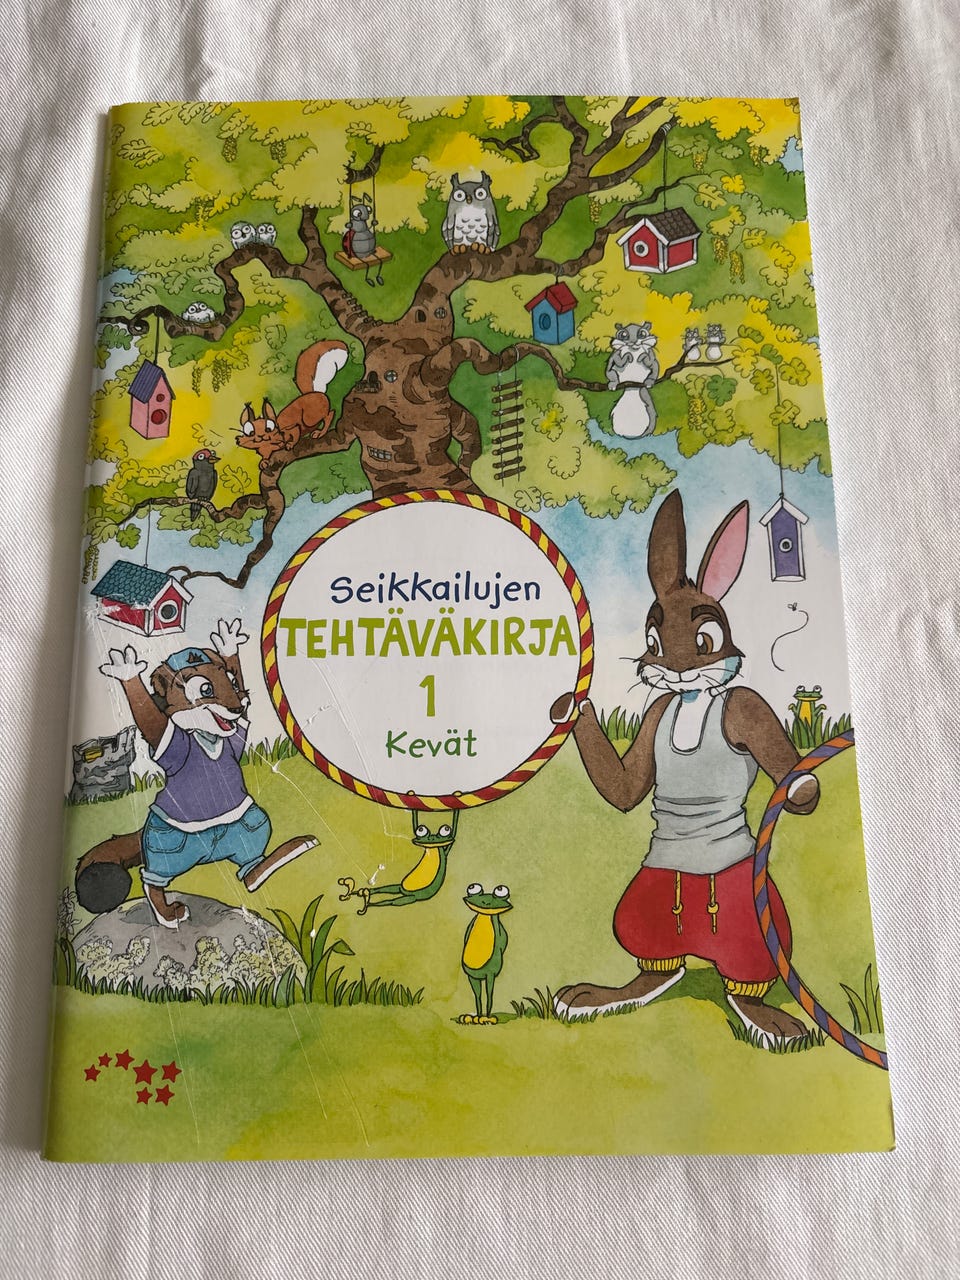 Seikkailujen
TEHTÄVÄKIRJA
1
Kevät